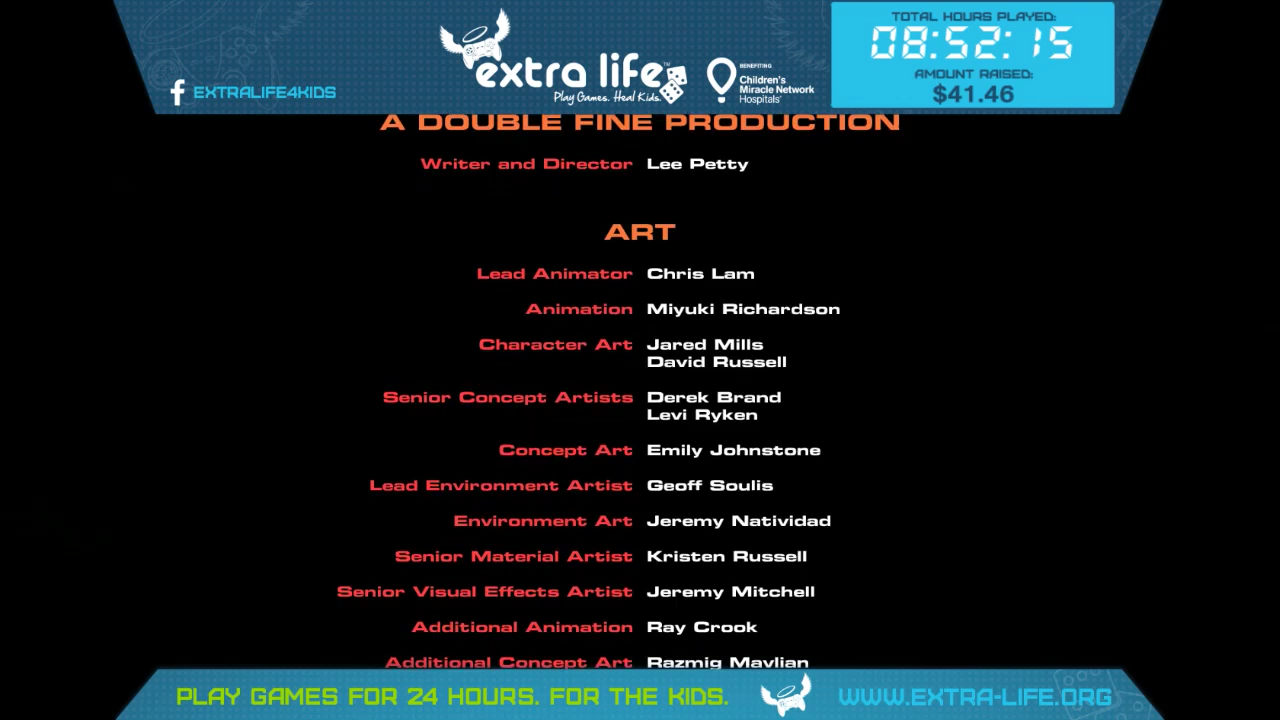 TOTAL HOURS PLAYED:
08:52:15
AMOUNT RAISED:
$41.46
extra life™
Play Games. Heal Kids.
BENEFITING
Children's
Miracle Network
Hospitals®
f EXTRALIFE4KIDS
A DOUBLE FINE PRODUCTION
Writer and Director Lee Petty
ART
Lead Animator Chris Lam
Animation Miyuki Richardson
Character Art Jared Mills
David Russell
Senior Concept Artists Derek Brand
Levi Ryken
Concept Art Emily Johnstone
Lead Environment Artist Geoff Soulis
Environment Art Jeremy Natividad
Senior Material Artist Kristen Russell
Senior Visual Effects Artist Jeremy Mitchell
Additional Animation Ray Crook
Additional Concept Art Razmig Mavlian
PLAY GAMES FOR 24 HOURS. FOR THE KIDS. WWW.EXTRA-LIFE.ORG